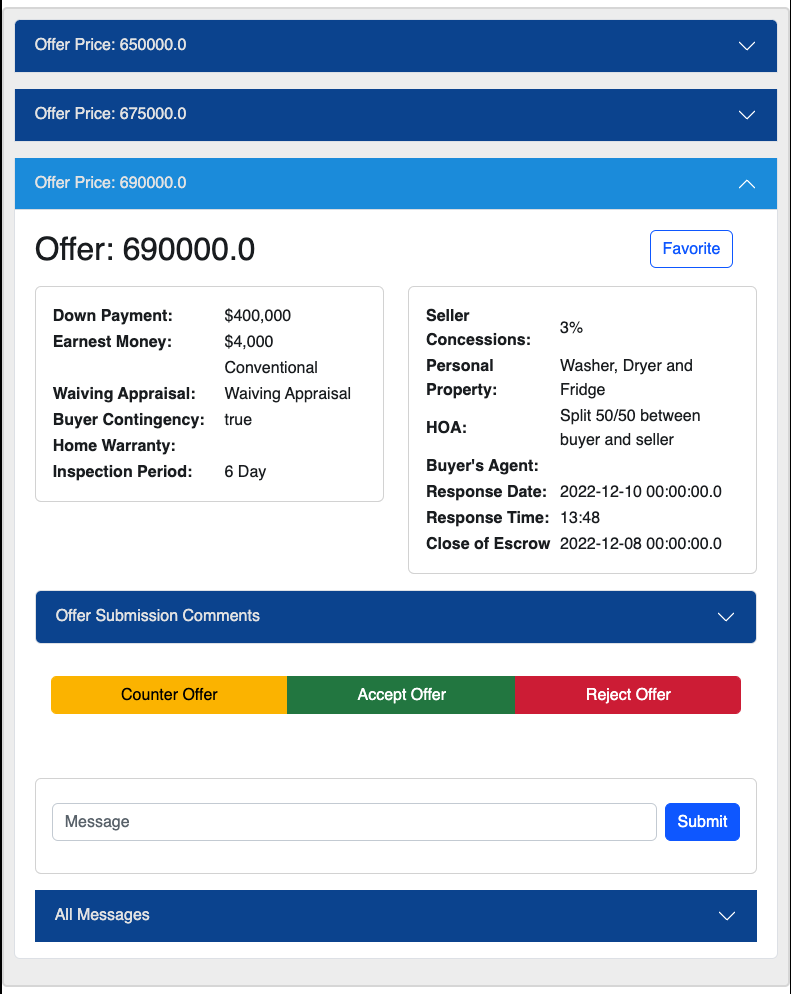 Offer Price: 650000.0
Offer Price: 675000.0
Offer Price: 690000.0
Offer: 690000.0
Favorite
Down Payment: $400,000
Earnest Money: $4,000
Conventional
Waiving Appraisal: Waiving Appraisal
Buyer Contingency: true
Home Warranty:
Inspection Period: 6 Day
Seller
Concessions:
3%
Personal
Property:
Washer, Dryer and
Fridge
HOA:
Split 50/50 between
buyer and seller
Buyer's Agent:
Response Date: 2022-12-10 00:00:00.0
Response Time: 13:48
Close of Escrow 2022-12-08 00:00:00.0
Offer Submission Comments
Counter Offer
Accept Offer
Reject Offer
Message
Submit
All Messages